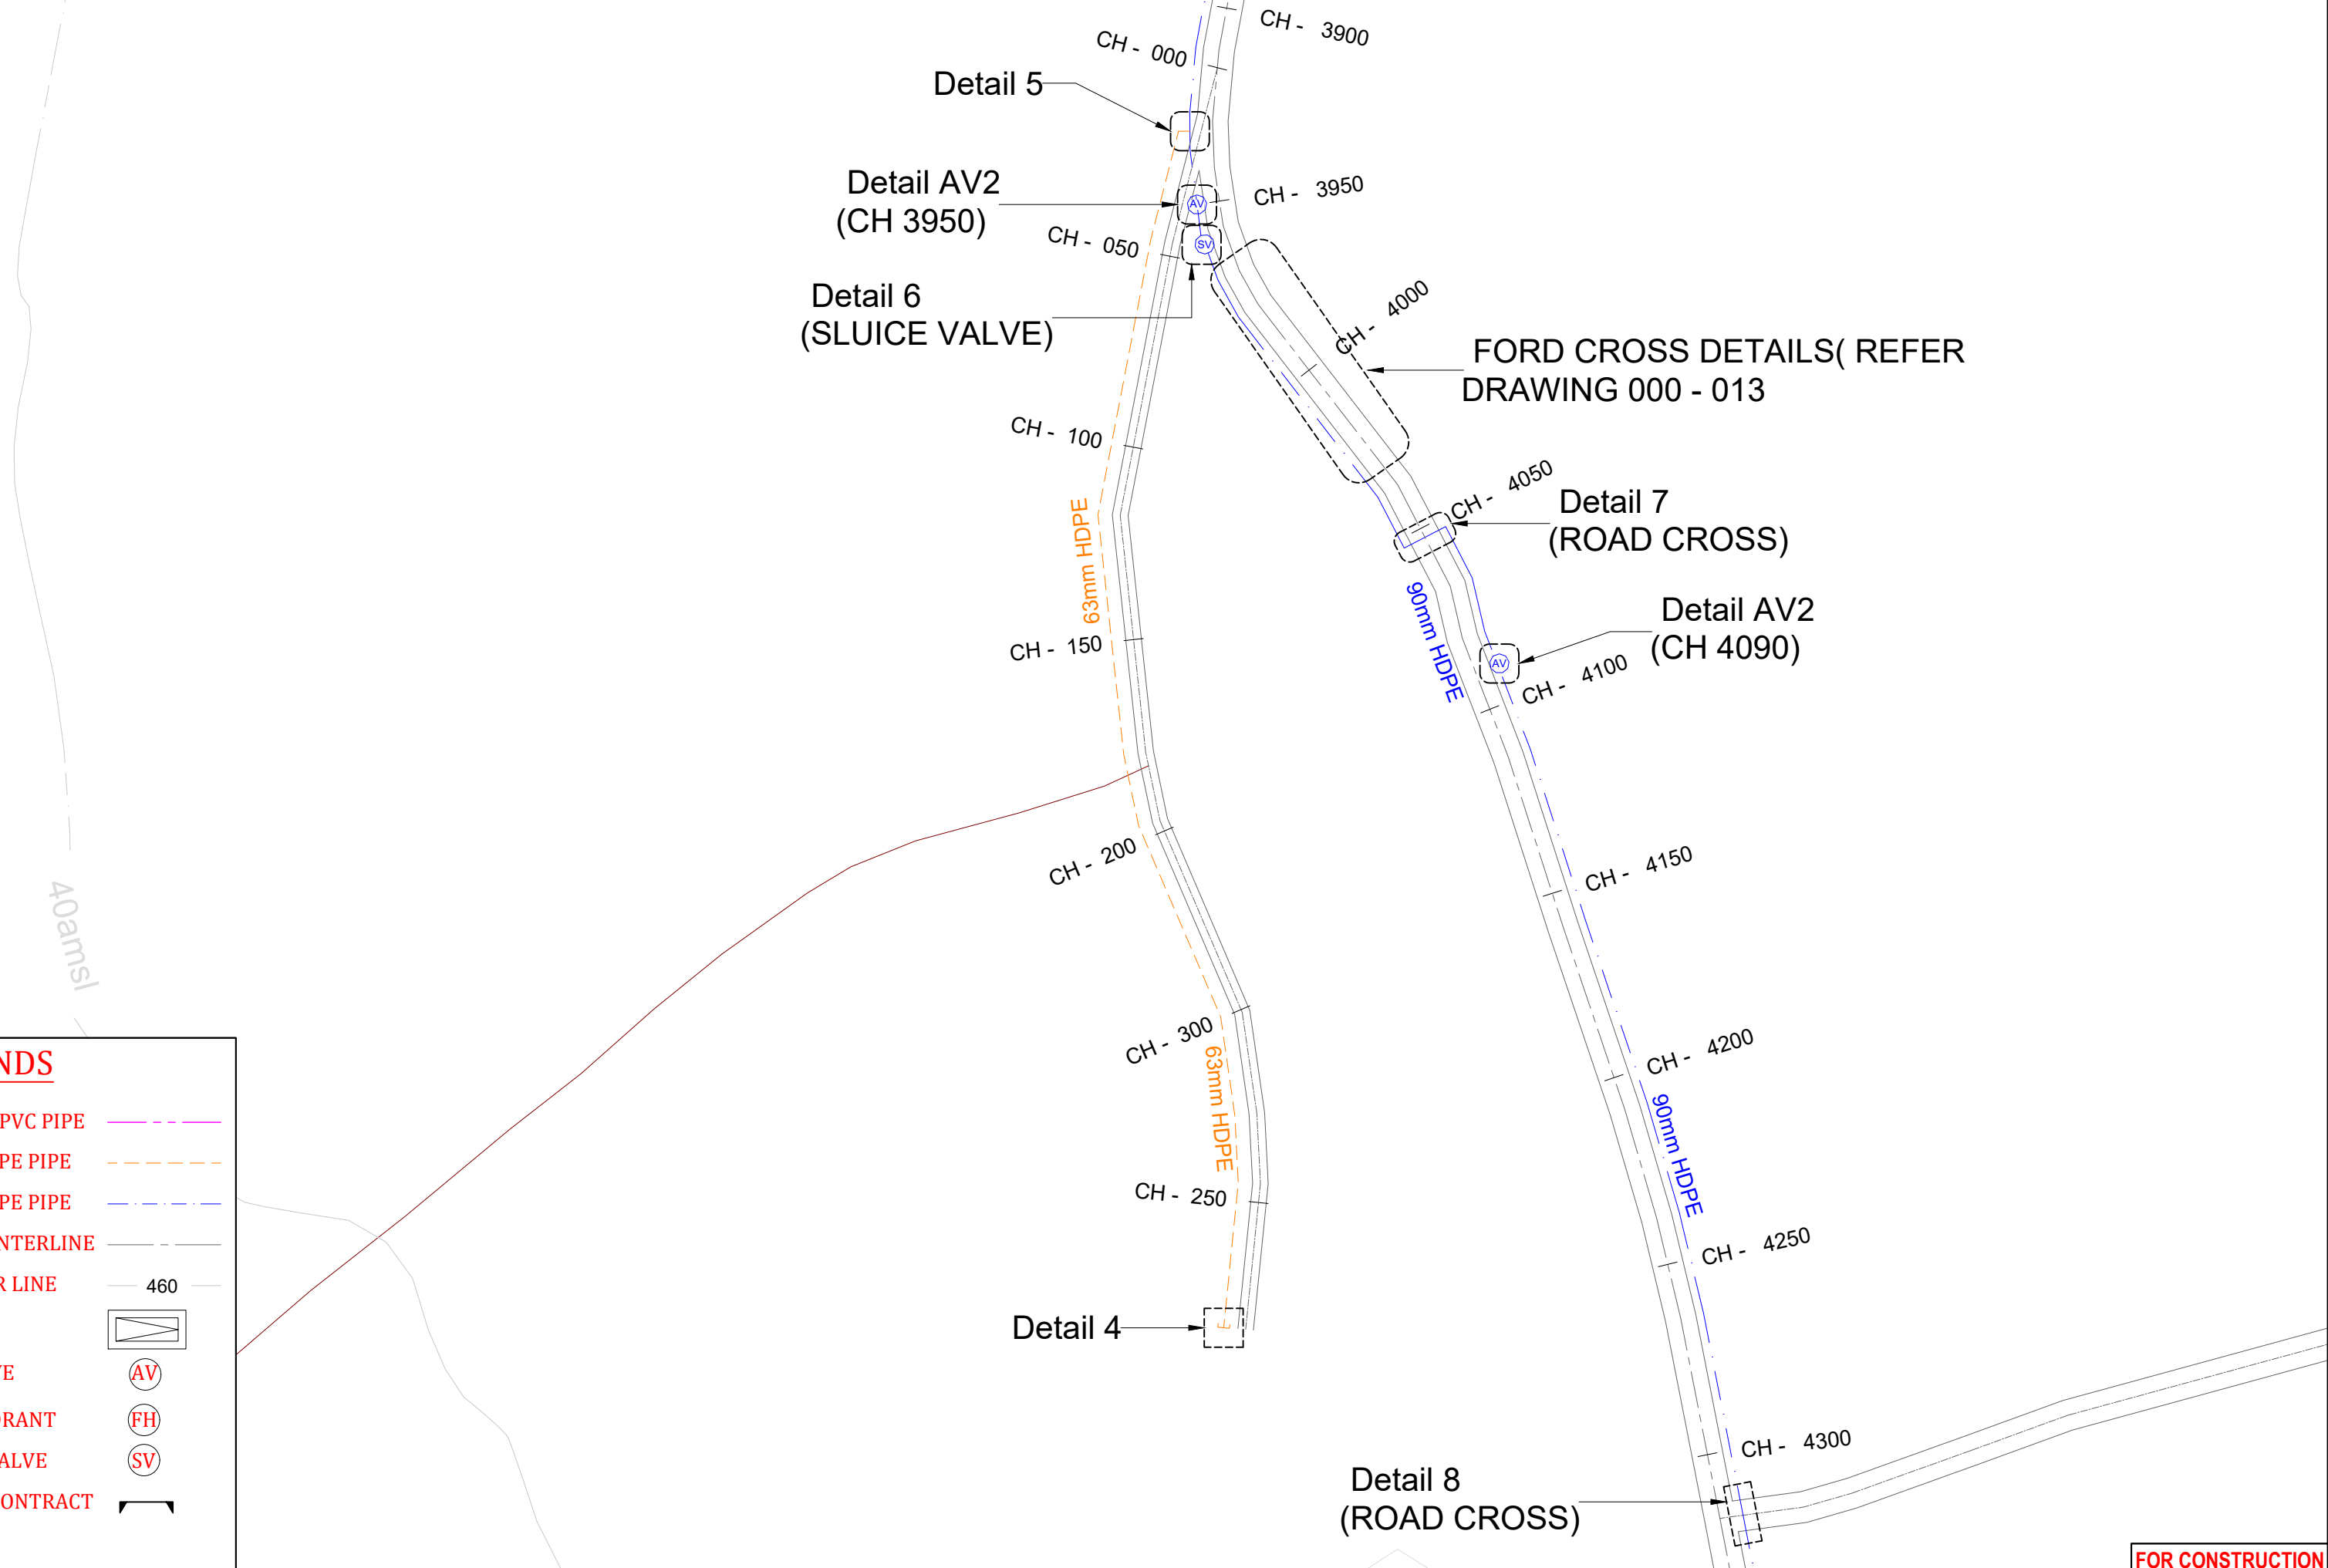 CH - 3900
CH - 000
Detail 5
Detail AV2
(CH 3950)
AV
CH - 3950
CH - 050
SV
Detail 6
(SLUICE VALVE)
CH - 4000
FORD CROSS DETAILS( REFER
DRAWING 000 - 013
CH - 100
CH - 4050
Detail 7
(ROAD CROSS)
63mm HDPE
90mm HDPE
Detail AV2
(CH 4090)
AV
CH - 150
CH - 4100
CH - 200
CH - 4150
40amsl
CH - 300
CH - 4200
63mm HDPE
90mm HDPE
CH - 250
CH - 4250
Detail 4
CH - 4300
Detail 8
(ROAD CROSS)
NDS
PVC PIPE
PE PIPE
PE PIPE
NTERLINE
R LINE 460
VE AV
DRANT FH
ALVE SV
ONTRACT
FOR CONSTRUCTION